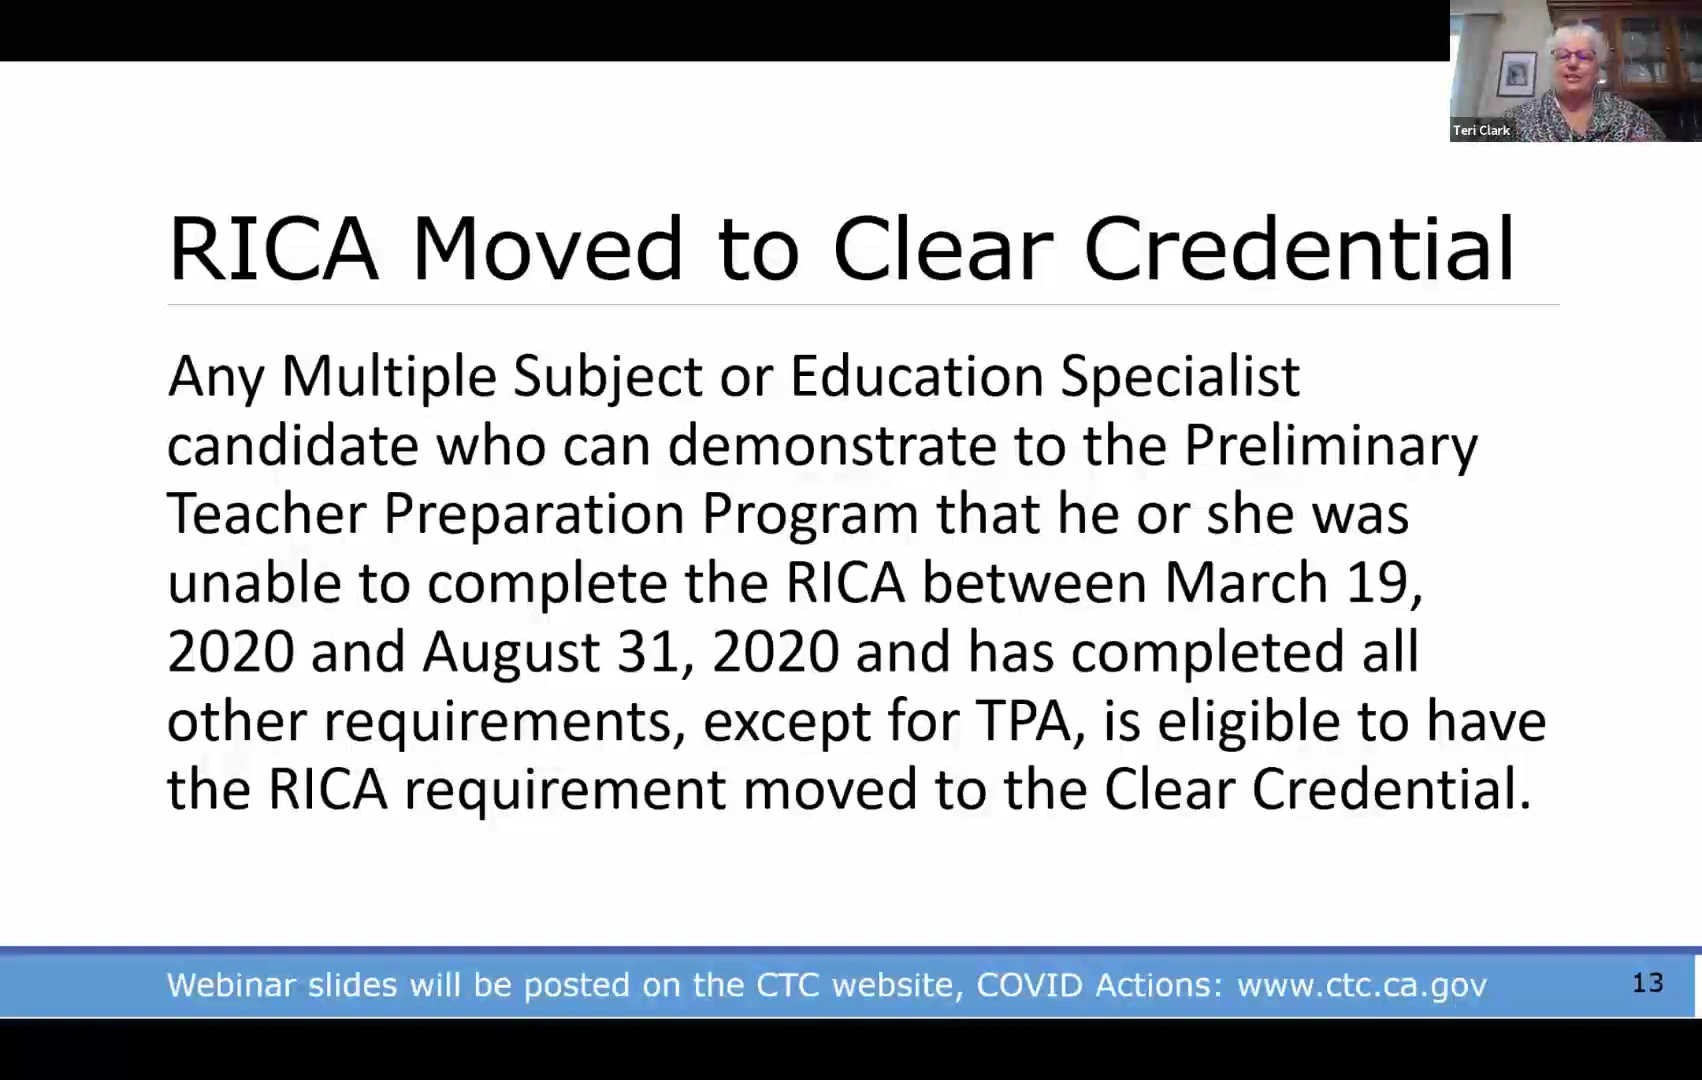 Teri Clark
RICA Moved to Clear Credential
Any Multiple Subject or Education Specialist
candidate who can demonstrate to the Preliminary
Teacher Preparation Program that he or she was
unable to complete the RICA between March 19,
2020 and August 31, 2020 and has completed all
other requirements, except for TPA, is eligible to have
the RICA requirement moved to the Clear Credential.
Webinar slides will be posted on the CTC website, COVID Actions: www.ctc.ca.gov
13